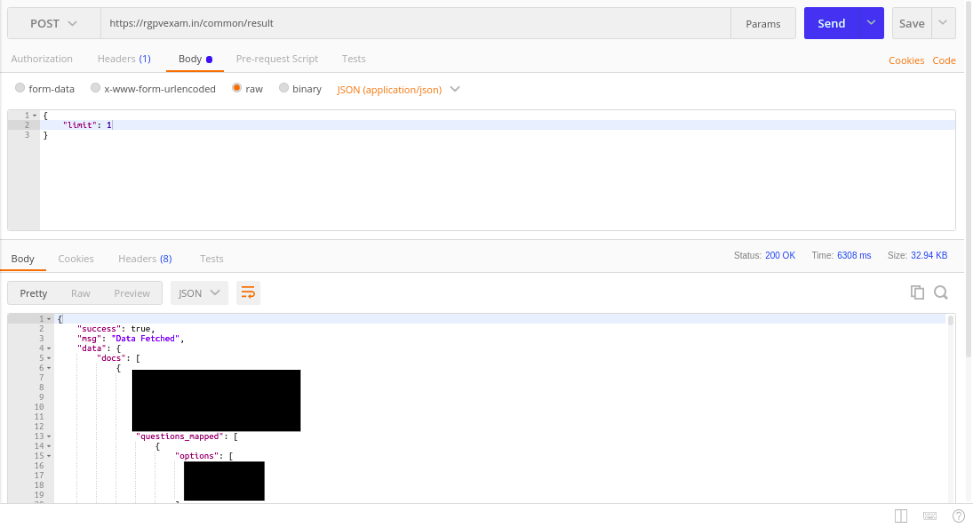 POST https://rgpvexam.in/common/result Params Send Save
Authorization Headers (1) Body Pre-request Script Tests Cookies Code
form-data x-www-form-urlencoded raw binary JSON (application/json)
1 {
2 "limit": 1
3 }
Body Cookies Headers (8) Tests Status: 200 OK Time: 6308 ms Size: 32.94 KB
Pretty Raw Preview JSON
1 {
2 "success": true,
3 "msg": "Data Fetched",
4 "data": {
5 "docs": [
6 {
7
8
9
10
11
12
13 "questions_mapped": [
14 {
15 "options": [
16
17
18
19